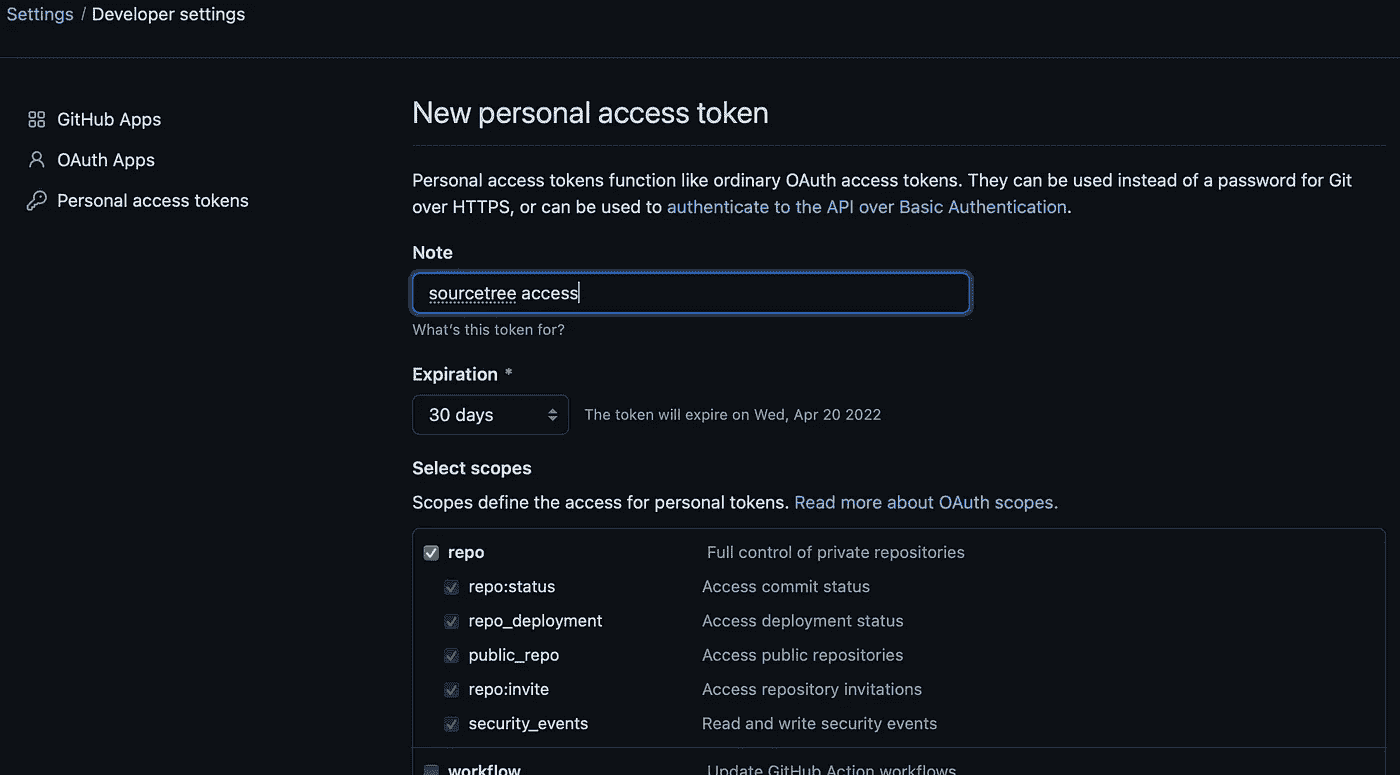 Settings / Developer settings
GitHub Apps
OAuth Apps
Personal access tokens
New personal access token
Personal access tokens function like ordinary OAuth access tokens. They can be used instead of a password for Git
over HTTPS, or can be used to authenticate to the API over Basic Authentication.
Note
sourcetree access
What's this token for?
Expiration *
30 days The token will expire on Wed, Apr 20 2022
Select scopes
Scopes define the access for personal tokens. Read more about OAuth scopes.
repo Full control of private repositories
repo:status Access commit status
repo_deployment Access deployment status
public_repo Access public repositories
repo:invite Access repository invitations
security_events Read and write security events
workflow Update GitHub Action workflows